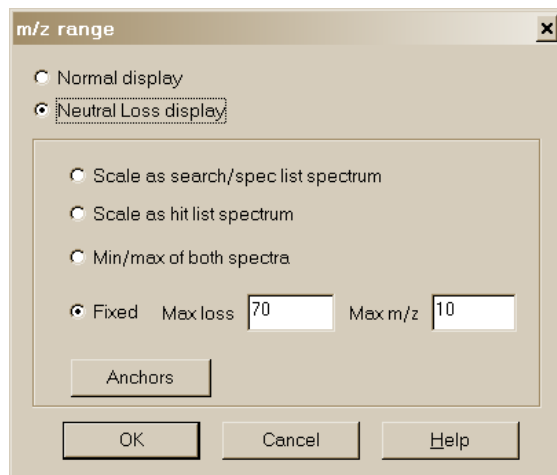 m/z range
Normal display
Neutral Loss display
Scale as search/spec list spectrum
Scale as hit list spectrum
Min/max of both spectra
Fixed Max loss 70 Max m/z 10
Anchors
OK Cancel Help